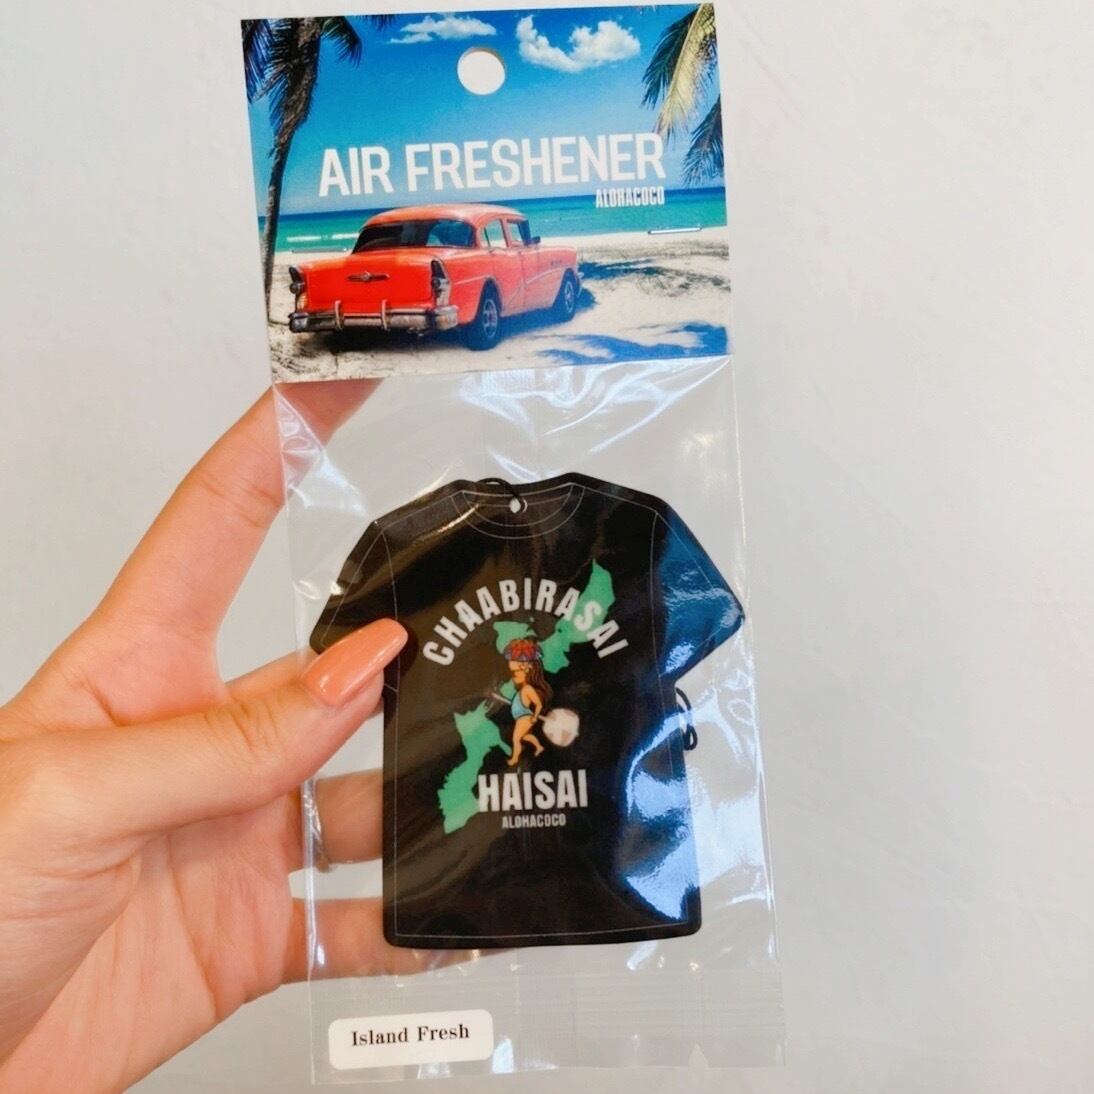 AIR FRESHENER
ALOHACOCO
CHAABIRASAI
HAISAI
ALOHACOCO
Island Fresh